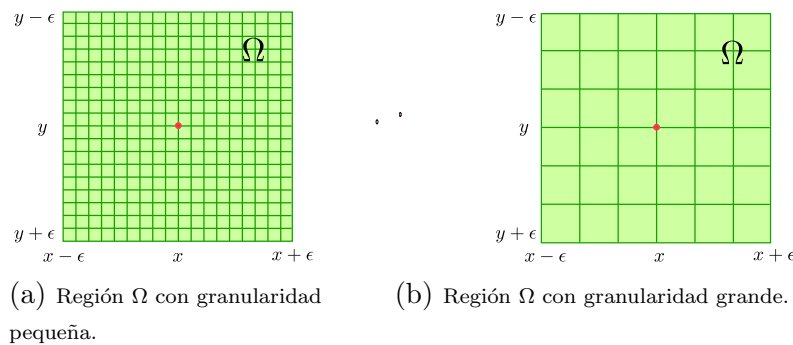 y − ϵ
Ω
y
y + ϵ
x − ϵ x x + ϵ
(a) Región Ω con granularidad
pequeña.
y − ϵ
Ω
y
y + ϵ
x − ϵ x x + ϵ
(b) Región Ω con granularidad grande.